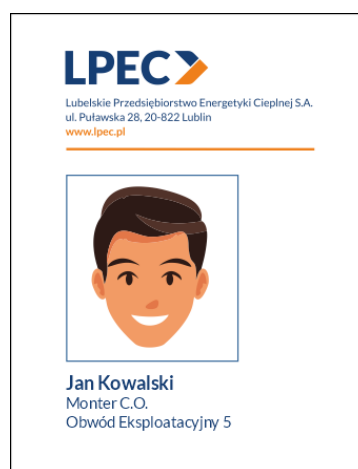 LPEC
Lubelskie Przedsiębiorstwo Energetyki Cieplnej S.A.
ul. Puławska 28, 20-822 Lublin
www.lpec.pl
Jan Kowalski
Monter C.O.
Obwód Eksploatacyjny 5